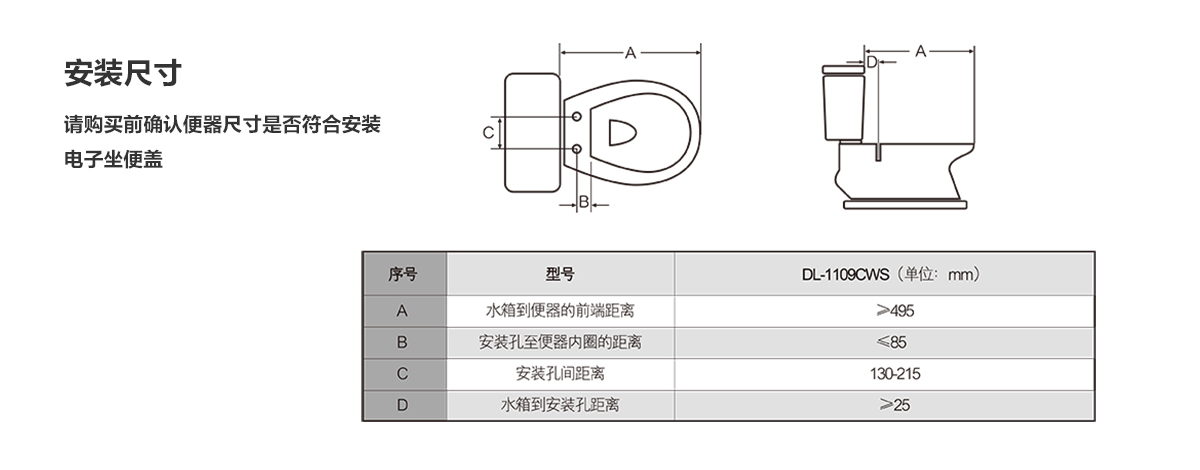 安装尺寸
请购买前确认便器尺寸是否符合安装
电子坐便盖
A
C
B
A
D
序号 型号 DL-1109CWS（单位：mm）
A 水箱到便器的前端距离 ⩾495
B 安装孔至便器内圈的距离 ⩽85
C 安装孔间距离 130-215
D 水箱到安装孔距离 ⩾25